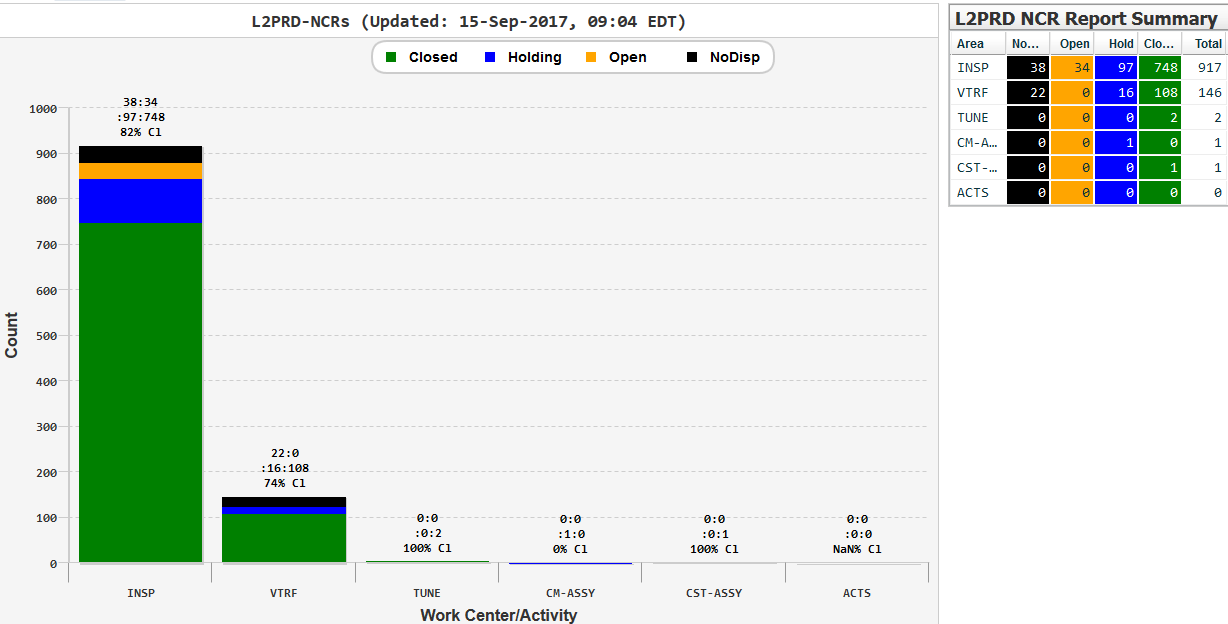 L2PRD-NCRs (Updated: 15-Sep-2017, 09:04 EDT)
Closed Holding Open NoDisp
1000
900
800
700
600
500
400
300
200
100
0
Count
38:34
:97:748
82% Cl
22:0
:16:108
74% Cl
0:0
:0:2
100% Cl
0:0
:1:0
0% Cl
0:0
:0:1
100% Cl
0:0
:0:0
NaN% Cl
INSP VTRF TUNE CM-ASSY CST-ASSY ACTS
Work Center/Activity
L2PRD NCR Report Summary
Area No... Open Hold Clo... Total
INSP 38 34 97 748 917
VTRF 22 0 16 108 146
TUNE 0 0 0 2 2
CM-A... 0 0 1 0 1
CST-... 0 0 0 1 1
ACTS 0 0 0 0 0